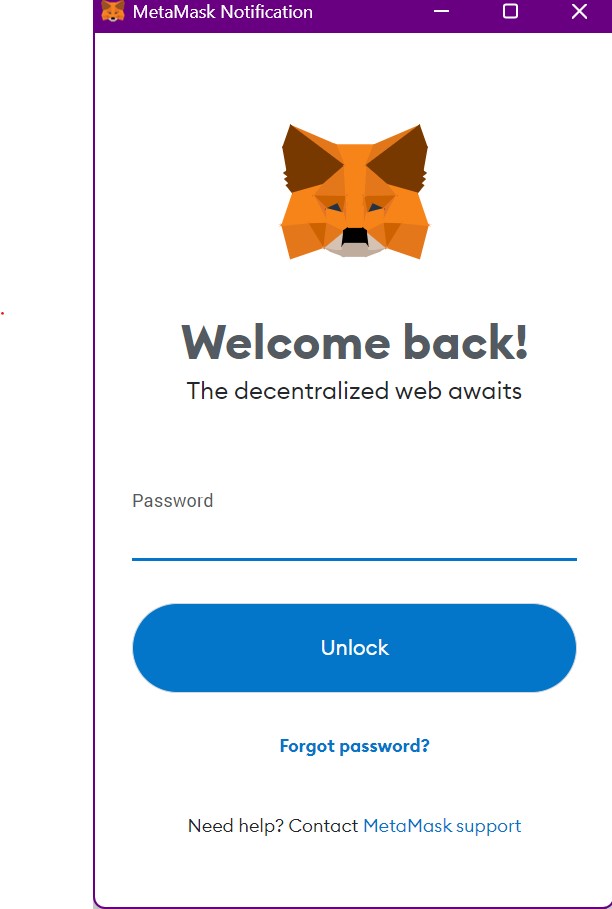 MetaMask Notification
Welcome back!
The decentralized web awaits
Password
Unlock
Forgot password?
Need help? Contact MetaMask support